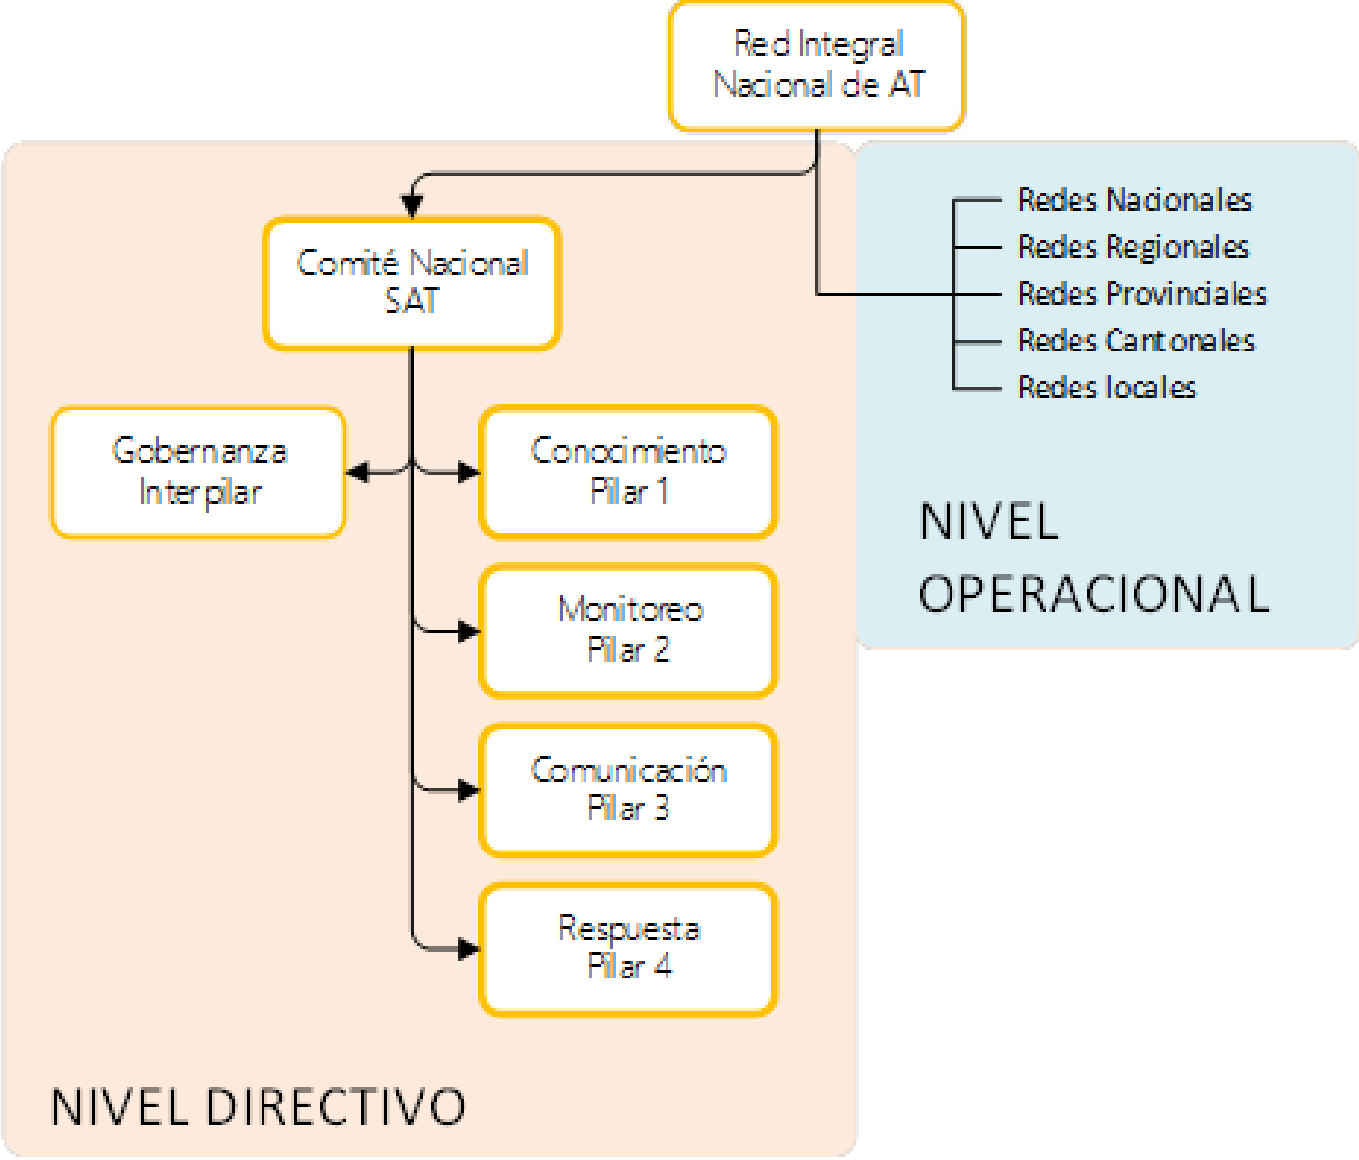 Red Integral
Nacional de AT
Comité Nacional
SAT
Redes Nacionales
Redes Regionales
Redes Provinciales
Redes Cantonales
Redes locales
Gobernanza
Interpilar
Conocimiento
Pilar 1
Monitoreo
Pilar 2
Comunicación
Pilar 3
Respuesta
Pilar 4
NIVEL
OPERACIONAL
NIVEL DIRECTIVO